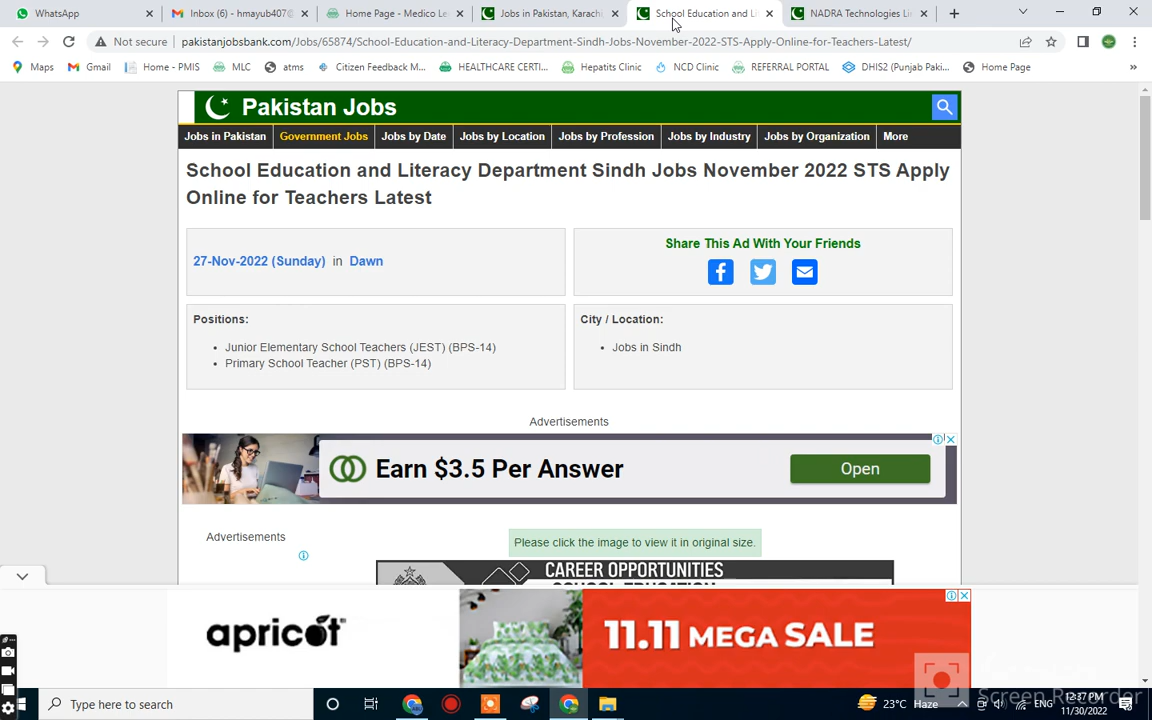 WhatsApp
Inbox (6) - hmayub407@
Home Page - Medico Le
Jobs in Pakistan, Karachi,
School Education and Li
NADRA Technologies Li
Not secure
pakistanjobsbank.com/Jobs/65874/School-Education-and-Literacy-Department-Sindh-Jobs-November-2022-STS-Apply-Online-for-Teachers-Latest/
Maps
Gmail
Home - PMIS
MLC
atms
Citizen Feedback M...
HEALTHCARE CERTI...
Hepatits Clinic
NCD Clinic
REFERRAL PORTAL
DHIS2 (Punjab Paki...
Home Page
Pakistan Jobs
Jobs in Pakistan
Government Jobs
Jobs by Date
Jobs by Location
Jobs by Profession
Jobs by Industry
Jobs by Organization
More
School Education and Literacy Department Sindh Jobs November 2022 STS Apply
Online for Teachers Latest
27-Nov-2022 (Sunday) in Dawn
Share This Ad With Your Friends
Positions:
Junior Elementary School Teachers (JEST) (BPS-14)
Primary School Teacher (PST) (BPS-14)
City / Location:
Jobs in Sindh
Advertisements
Earn $3.5 Per Answer
Open
Advertisements
Please click the image to view it in original size.
CAREER OPPORTUNITIES
apricot
11.11 MEGA SALE
Screen Recorder
Type here to search
23°C Haze
ENG
12:37 PM
11/30/2022